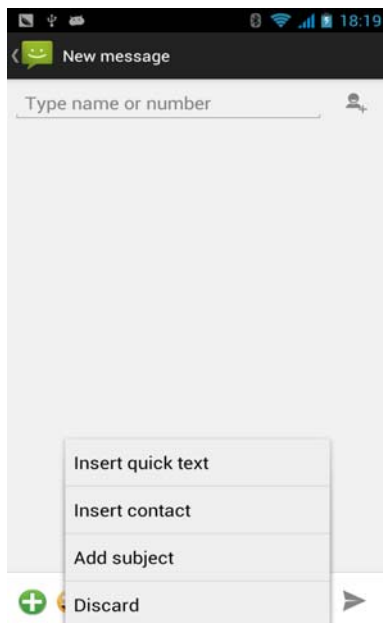 18:19
New message
Type name or number
Insert quick text
Insert contact
Add subject
Discard